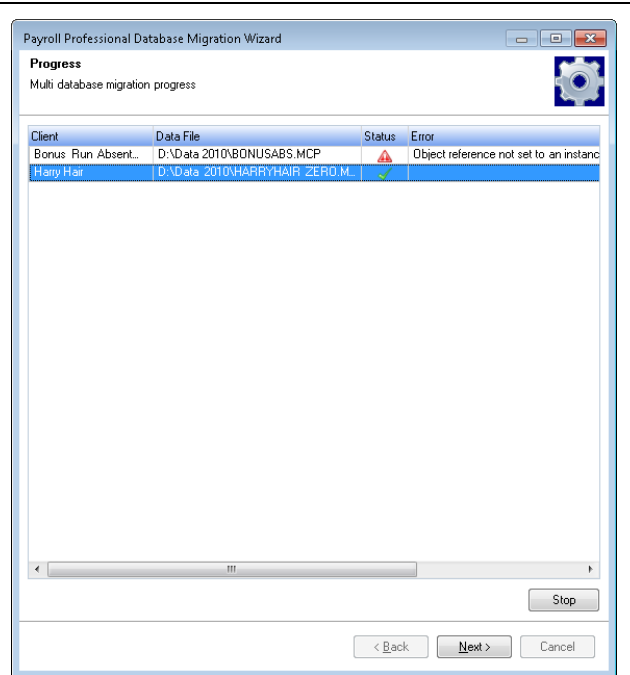 Payroll Professional Database Migration Wizard
Progress
Multi database migration progress
Client Data File Status Error
Bonus Run Absent... D:\Data 2010\BONUSABS.MCP Object reference not set to an instanc
Harry Hair D:\Data 2010\HARRYHAIR ZERO.M...
Stop
< Back Next > Cancel